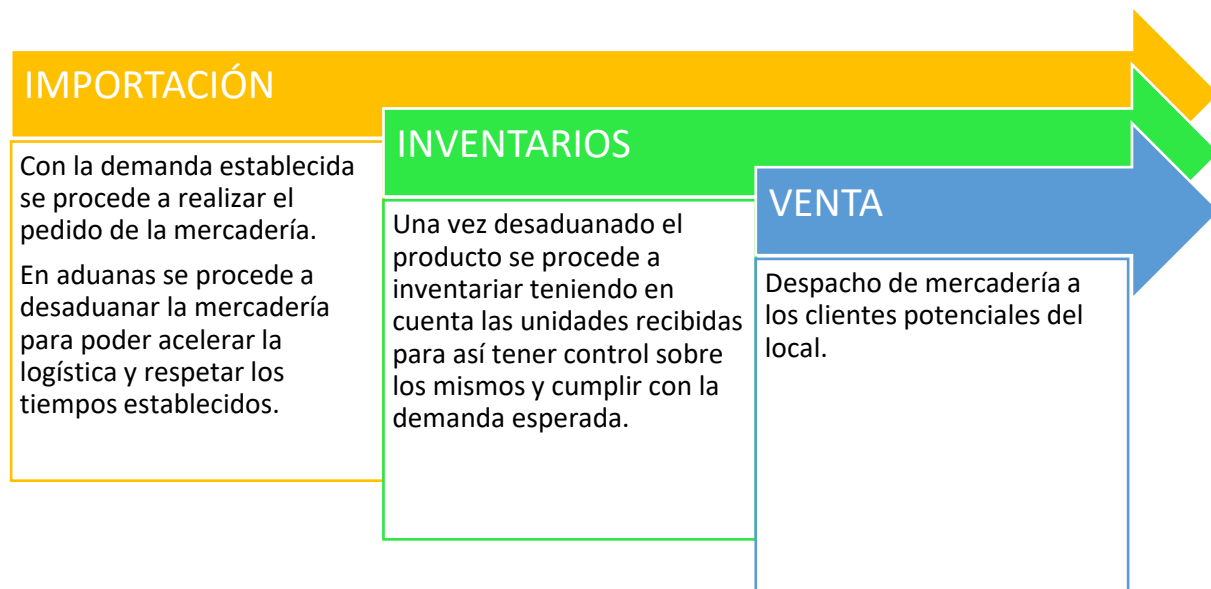 IMPORTACIÓN
Con la demanda establecida
se procede a realizar el
pedido de la mercadería.
En aduanas se procede a
desaduanar la mercadería
para poder acelerar la
logística y respetar los
tiempos establecidos.
INVENTARIOS
Una vez desaduanado el
producto se procede a
inventariar teniendo en
cuenta las unidades recibidas
para así tener control sobre
los mismos y cumplir con la
demanda esperada.
VENTA
Despacho de mercadería a
los clientes potenciales del
local.